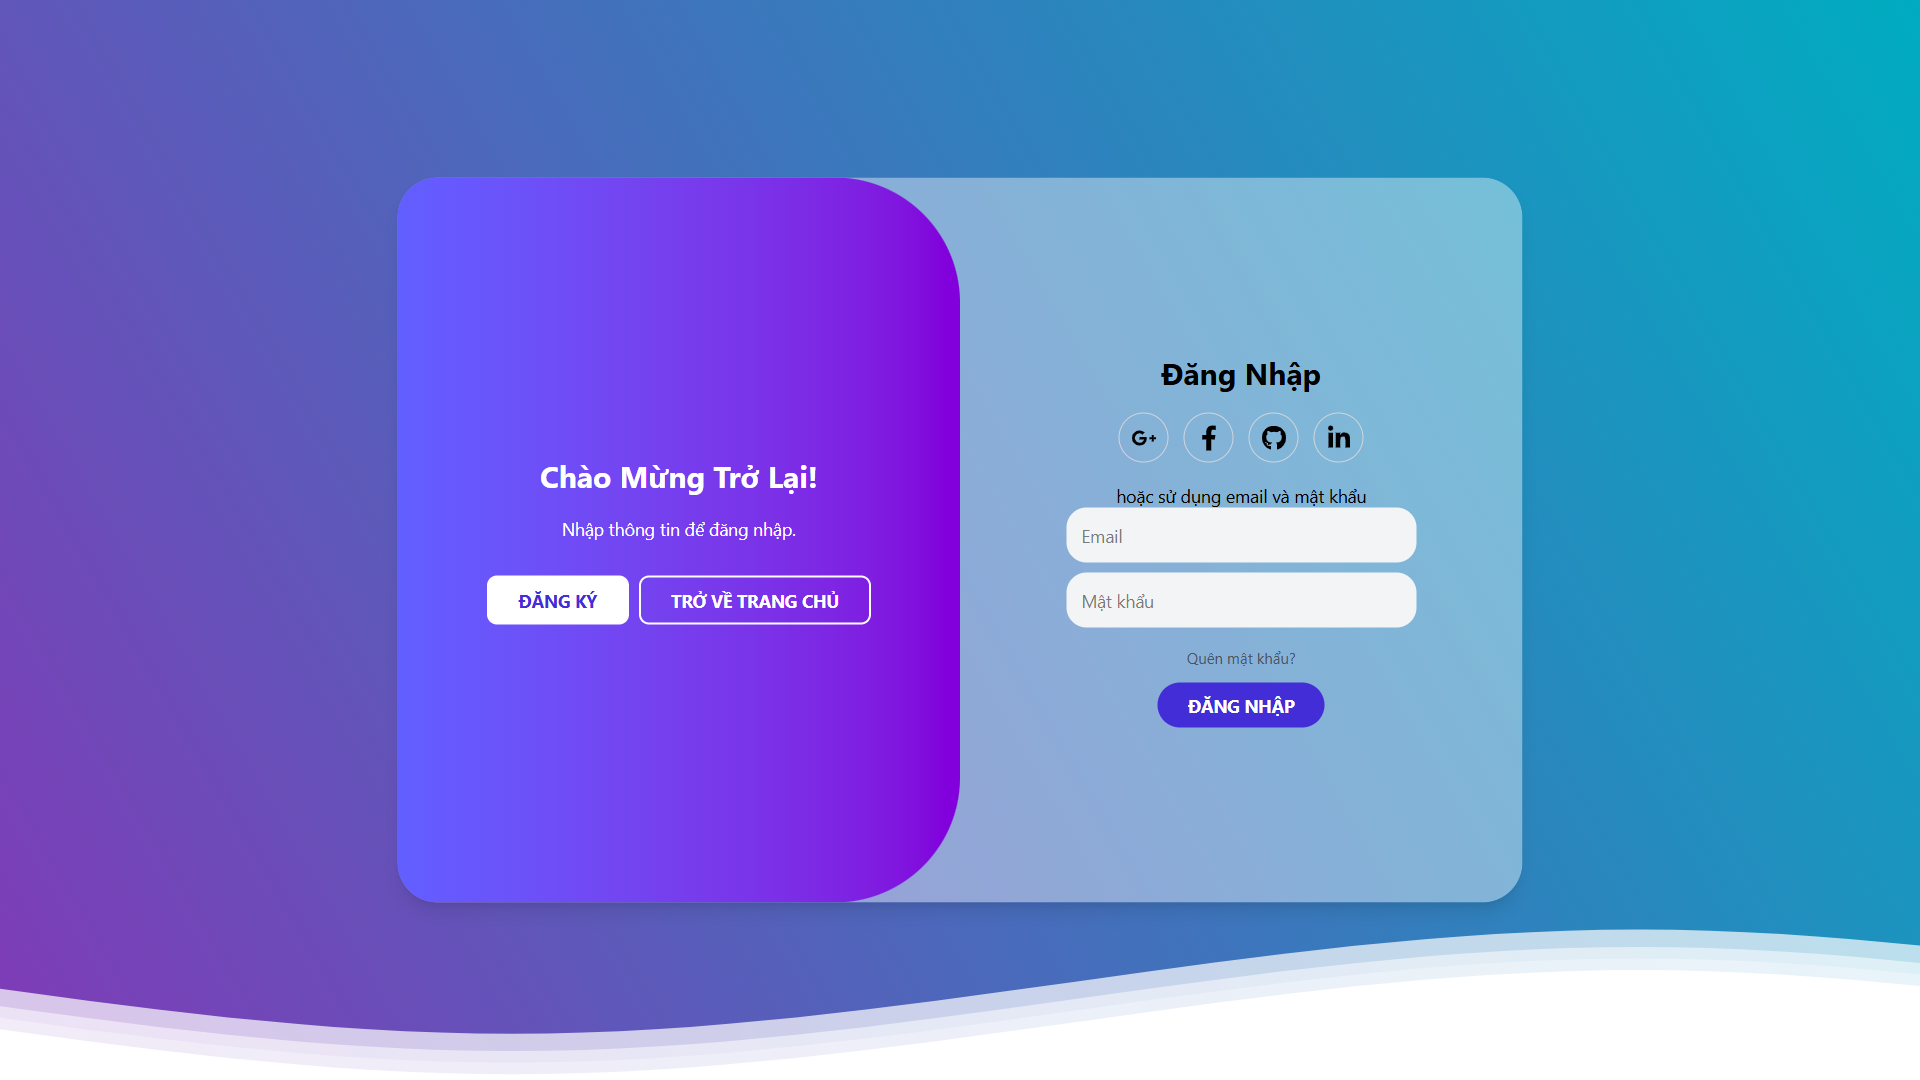 Chào Mừng Trở Lại!
Nhập thông tin để đăng nhập.
ĐĂNG KÝ
TRỞ VỀ TRANG CHỦ
Đăng Nhập
G+
hoặc sử dụng email và mật khẩu
Email
Mật khẩu
Quên mật khẩu?
ĐĂNG NHẬP